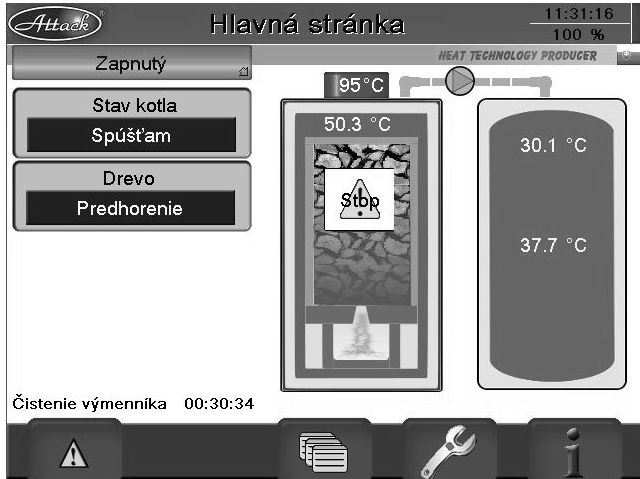 Attack
Hlavná stránka
11:31:16
100 %
HEAT TECHNOLOGY PRODUCER
Zapnutý
Stav kotla
Spúšťam
Drevo
Predhorenie
95°C
50.3 °C
Stop
30.1 °C
37.7 °C
Čistenie výmenníka 00:30:34